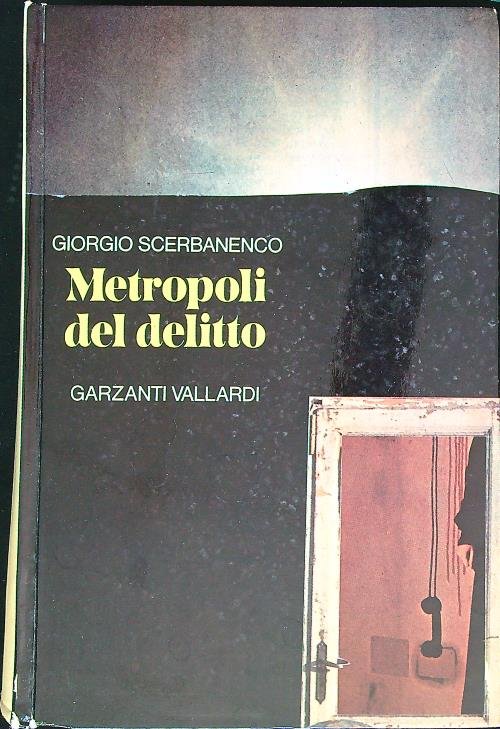 GIORGIO SCERBANENCO
Metropoli
del delitto
GARZANTI VALLARDI